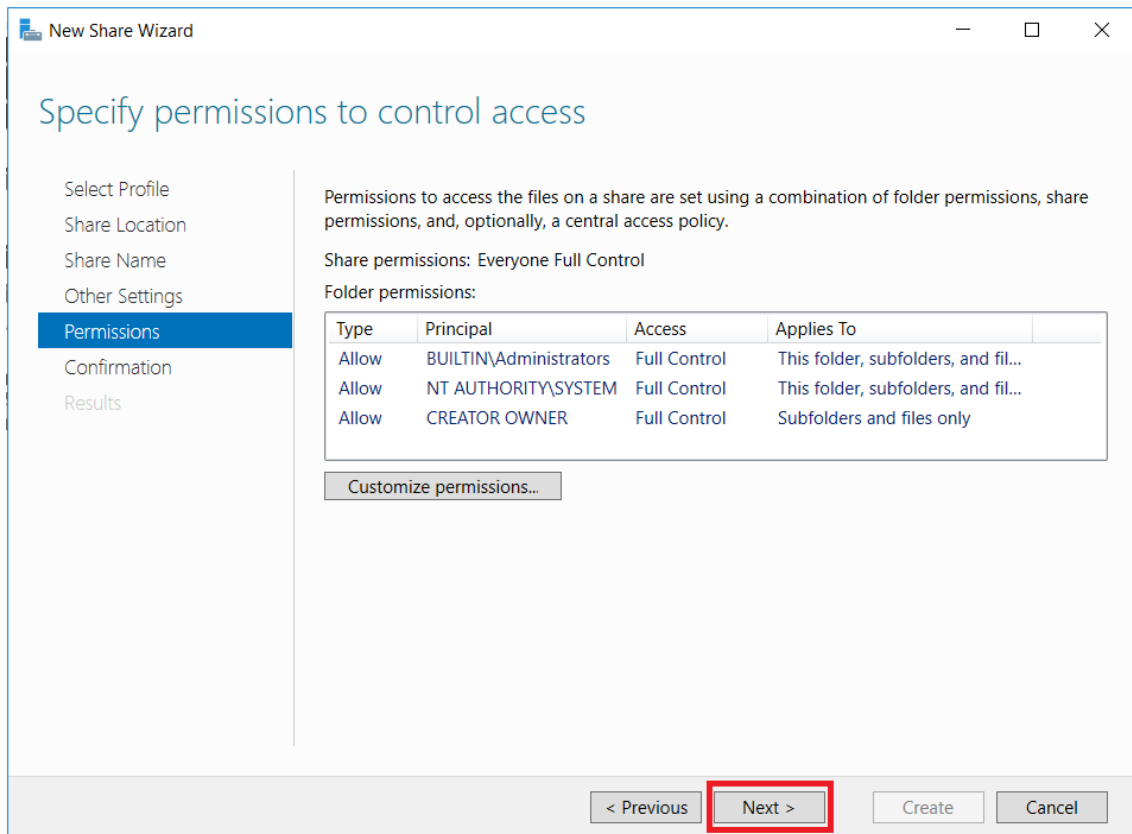 New Share Wizard
Specify permissions to control access
Select Profile
Share Location
Share Name
Other Settings
Permissions
Confirmation
Results
Permissions to access the files on a share are set using a combination of folder permissions, share
permissions, and, optionally, a central access policy.
Share permissions: Everyone Full Control
Folder permissions:
Type Principal Access Applies To
Allow BUILTIN\Administrators Full Control This folder, subfolders, and fil...
Allow NT AUTHORITY\SYSTEM Full Control This folder, subfolders, and fil...
Allow CREATOR OWNER Full Control Subfolders and files only
Customize permissions...
< Previous Next > Create Cancel